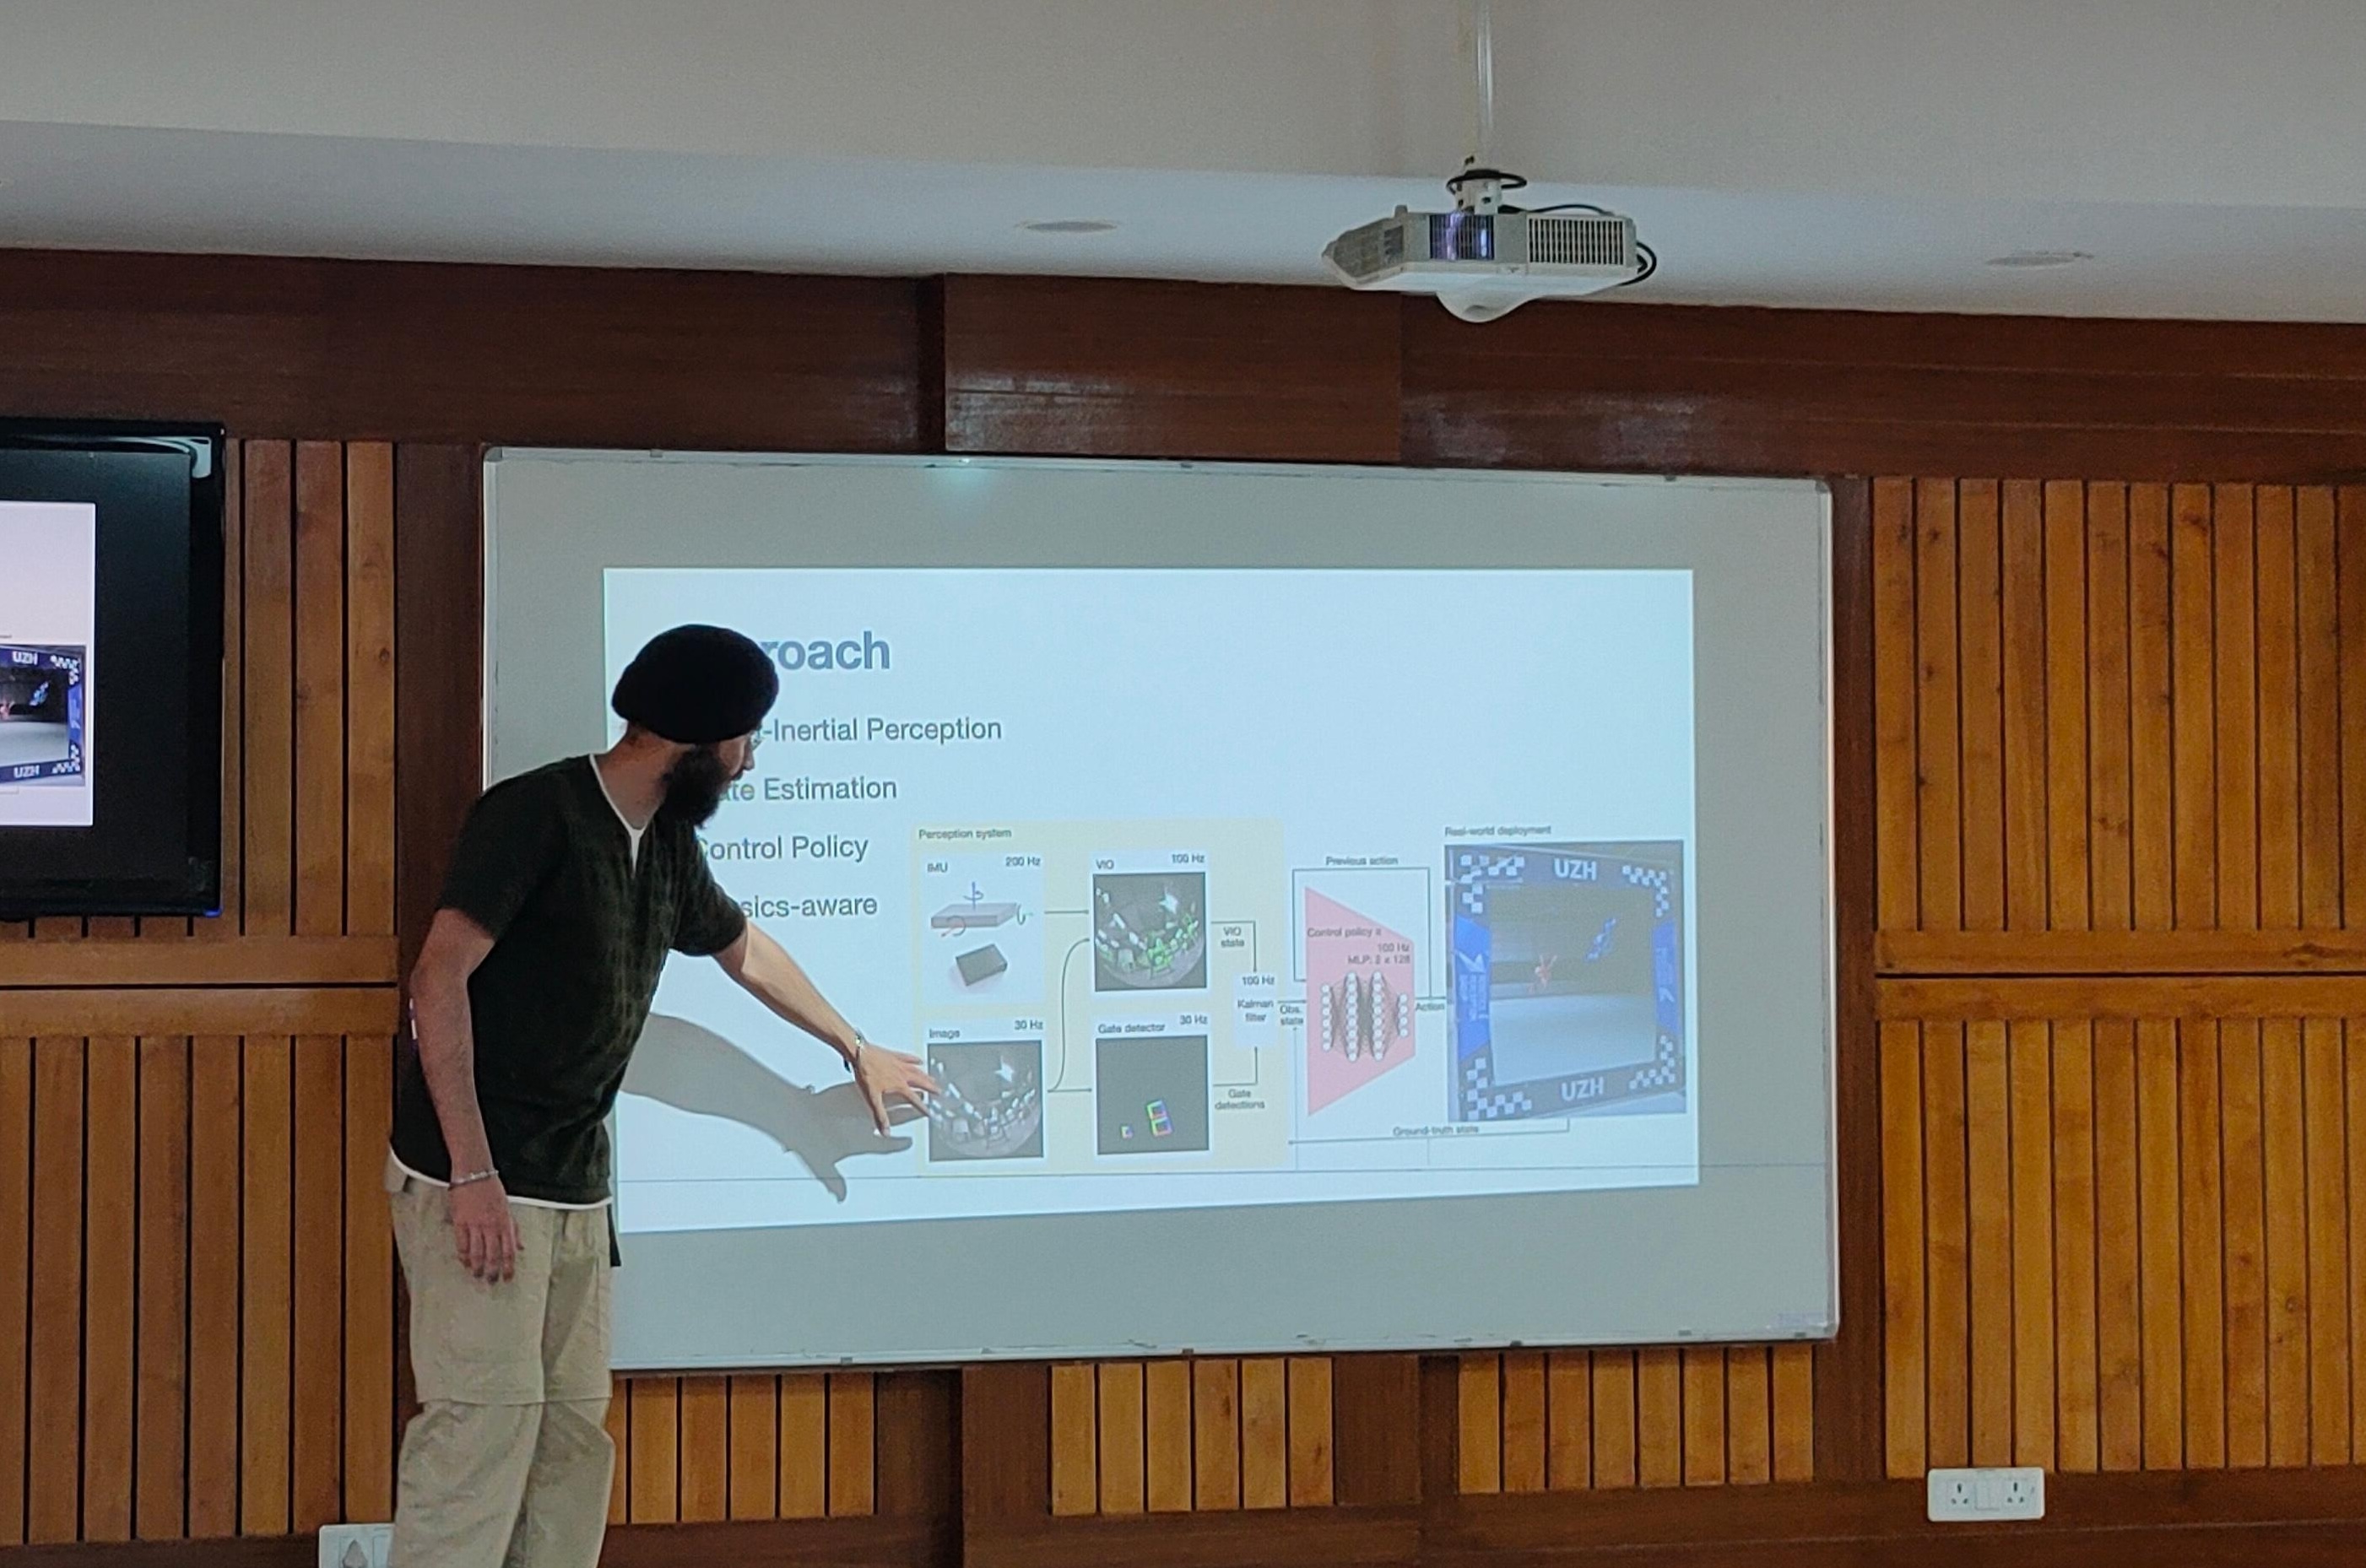 roach
-Inertial Perception
ate Estimation
Control Policy
sics-aware
Perception system
IMU
200 Hz
VIO
100 Hz
Image
30 Hz
Gate detector
30 Hz
VIO
state
100 Hz
Kalman
filter
Gate
detections
Obs.
state
Previous action
Control policy π
100 Hz
MLP: 2 x 128
Action
Real-world deployment
UZH
UZH
Ground-truth state
UZH
UZH